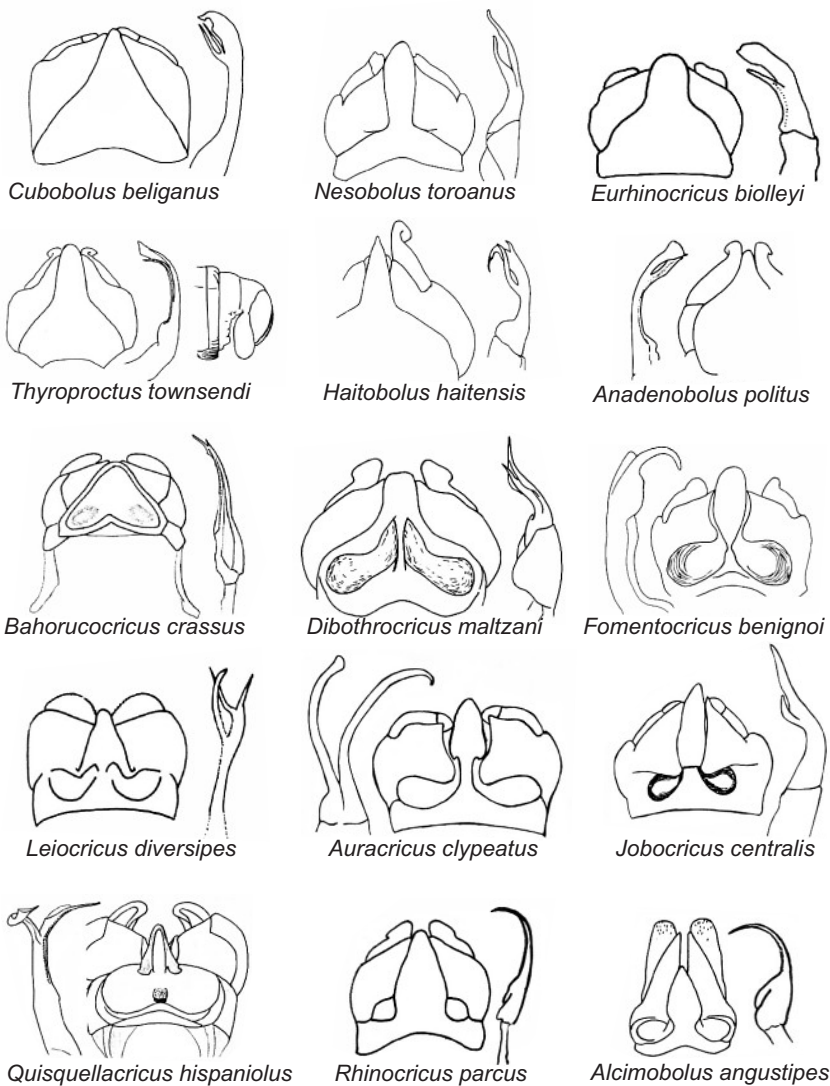 Cubobolus beliganus
Nesobolus toroanus
Eurhinocricus biolleyi
Thyroproctus townsendi
Haitobolus haitensis
Anadenobolus politus
Bahorucocricus crassus
Dibothrocricus maltzani
Fomentocricus benignoi
Leiocricus diversipes
Auracricus clypeatus
Jobocricus centralis
Quisquellacricus hispaniolus
Rhinocricus parcus
Alcimobolus angustipes